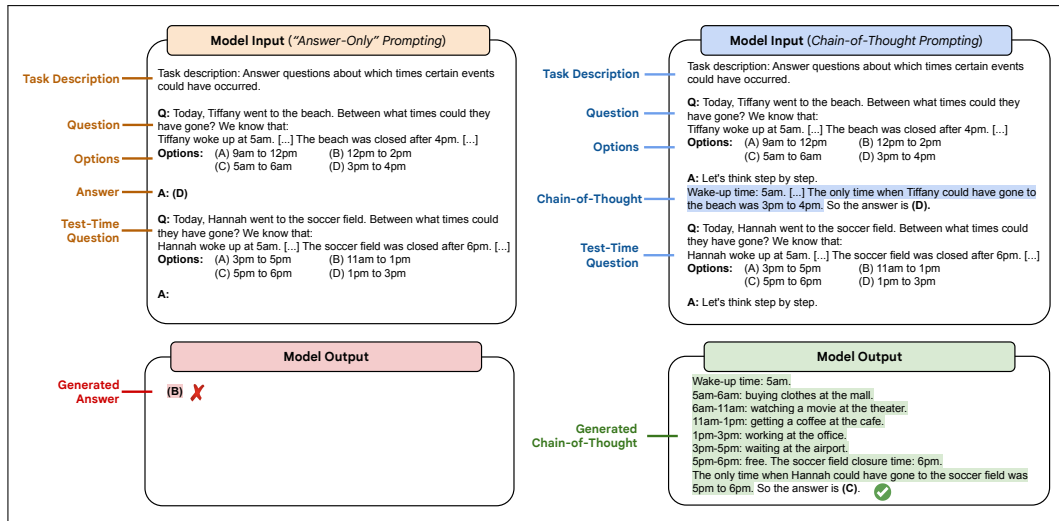 Model Input ("Answer-Only" Prompting)
Task Description
Task description: Answer questions about which times certain events
could have occurred.
Question
Q: Today, Tiffany went to the beach. Between what times could they
have gone? We know that:
Tiffany woke up at 5am. [...] The beach was closed after 4pm. [...]
Options
Options: (A) 9am to 12pm (B) 12pm to 2pm
(C) 5am to 6am (D) 3pm to 4pm
Answer
A: (D)
Test-Time
Question
Q: Today, Hannah went to the soccer field. Between what times could
they have gone? We know that:
Hannah woke up at 5am. [...] The soccer field was closed after 6pm. [...]
Options: (A) 3pm to 5pm (B) 11am to 1pm
(C) 5pm to 6pm (D) 1pm to 3pm
A:
Model Output
Generated
Answer
(B) ✗
Model Input (Chain-of-Thought Prompting)
Task Description
Task description: Answer questions about which times certain events
could have occurred.
Question
Q: Today, Tiffany went to the beach. Between what times could they
have gone? We know that:
Tiffany woke up at 5am. [...] The beach was closed after 4pm. [...]
Options
Options: (A) 9am to 12pm (B) 12pm to 2pm
(C) 5am to 6am (D) 3pm to 4pm
A: Let's think step by step.
Chain-of-Thought
Wake-up time: 5am. [...] The only time when Tiffany could have gone to
the beach was 3pm to 4pm. So the answer is (D).
Test-Time
Question
Q: Today, Hannah went to the soccer field. Between what times could
they have gone? We know that:
Hannah woke up at 5am. [...] The soccer field was closed after 6pm. [...]
Options: (A) 3pm to 5pm (B) 11am to 1pm
(C) 5pm to 6pm (D) 1pm to 3pm
A: Let's think step by step.
Model Output
Generated
Chain-of-Thought
Wake-up time: 5am.
5am-6am: buying clothes at the mall.
6am-11am: watching a movie at the theater.
11am-1pm: getting a coffee at the cafe.
1pm-3pm: working at the office.
3pm-5pm: waiting at the airport.
5pm-6pm: free. The soccer field closure time: 6pm.
The only time when Hannah could have gone to the soccer field was
5pm to 6pm. So the answer is (C).